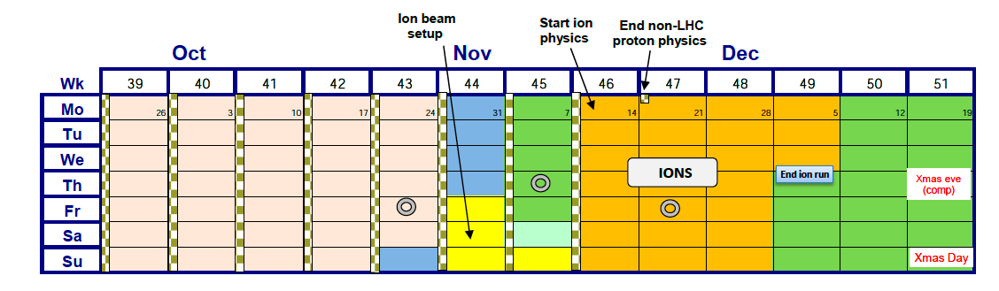 Ion beam
setup
Start ion
physics
End non-LHC
proton physics
Oct Nov Dec
Wk 39 40 41 42 43 44 45 46 47 48 49 50 51
Mo 26 3 10 17 24 31 7 14 21 28 5 12 19
Tu
We
Th IONS End ion run Xmas eve
(comp)
Fr
Sa
Su Xmas Day